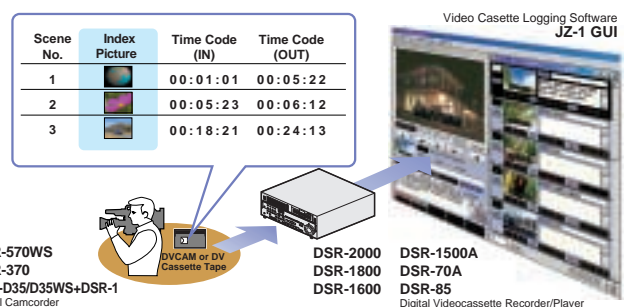 Video Casette Logging Software
JZ-1 GUI
Scene No. Index Picture Time Code (IN) Time Code (OUT)
1 00:01:01 00:05:22
2 00:05:23 00:06:12
3 00:18:21 00:24:13
DVCAM or DV
Cassette Tape
-570WS
-370
-D35/D35WS+DSR-1
Camcorder
DSR-2000 DSR-1500A
DSR-1800 DSR-70A
DSR-1600 DSR-85
Digital Videocassette Recorder/Player